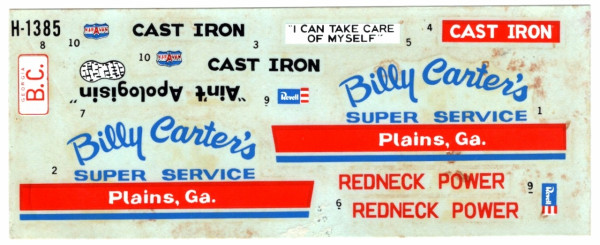 H-1385
8
10
CAST IRON
3
"I CAN TAKE CARE
OF MYSELF"
5
4
CAST IRON
10
CAST IRON
GEORGIA
B.C.
"Ain't
Apologisin
7
9
Revell
Billy Carter's
SUPER SERVICE
1
Plains, Ga.
Billy Carter's
2
SUPER SERVICE
Plains, Ga.
REDNECK POWER
9
6
REDNECK POWER
Revell